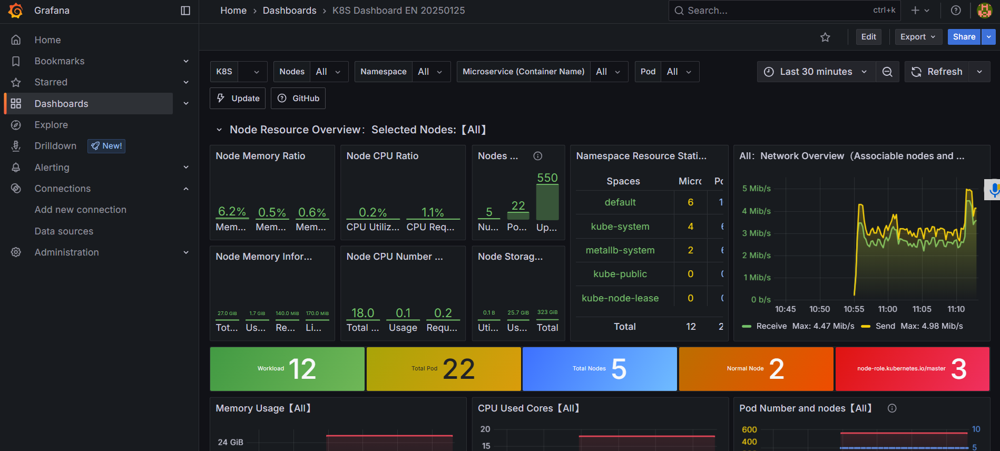 Grafana
Home › Dashboards › K8S Dashboard EN 20250125
Search...
ctrl+k
Home
Bookmarks
Starred
Dashboards
Explore
Drilldown
New!
Alerting
Connections
Add new connection
Data sources
Administration
Edit
Export
Share
K8S
Nodes All
Namespace All
Microservice (Container Name) All
Pod All
Last 30 minutes
Refresh
Update
GitHub
Node Resource Overview：Selected Nodes:【All】
Node Memory Ratio
6.2% 0.5% 0.6%
Mem... Mem... Mem...
Node CPU Ratio
0.2% 1.1%
CPU Utiliz... CPU Req...
Nodes ...
5 22 550
Nu... Po... Up...
Node Memory Infor...
27.0 GiB 1.7 GiB 140.0 MiB 170.0 MiB
Tot... Us... Re... Li...
Node CPU Number ...
18.0 0.1 0.2
Total ... Usage Requ...
Node Storag...
0.1 B 25.7 GiB 323 GiB
Uti... Us... Total
Namespace Resource Stati...
Spaces
default 6
kube-system 4
metallb-system 2
kube-public 0
kube-node-lease 0
Total 12
All：Network Overview（Associable nodes and ...
5 Mib/s
4 Mib/s
3 Mib/s
2 Mib/s
1 Mib/s
0 b/s
10:45 10:50 10:55 11:00 11:05 11:10
Receive Max: 4.47 Mib/s Send Max: 4.98 Mib/s
Workload 12
Total Pod 22
Total Nodes 5
Normal Node 2
node-role.kubernetes.io/master 3
Memory Usage【All】
24 GiB
CPU Used Cores【All】
20
15
Pod Number and nodes【All】
600
400
10
5